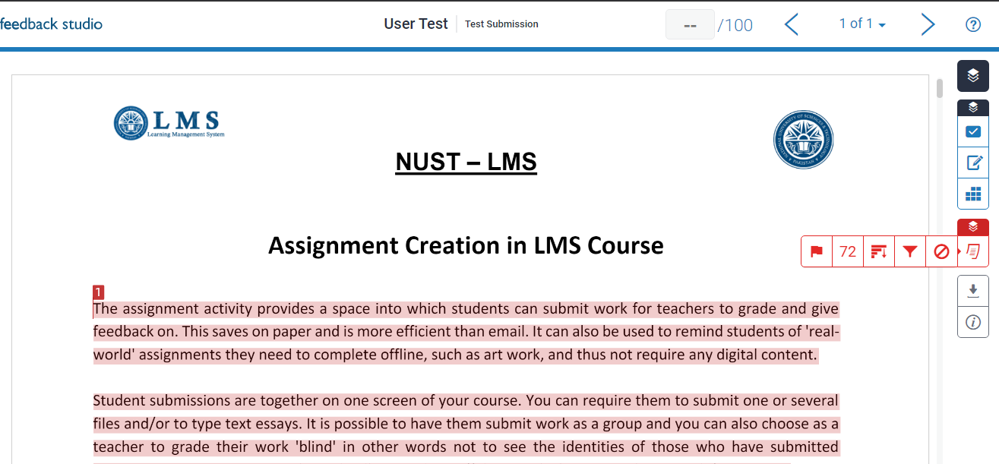 feedback studio
User Test
Test Submission
-- /100
1 of 1
LMS
Learning Management System
NUST – LMS
Assignment Creation in LMS Course
72
1
The assignment activity provides a space into which students can submit work for teachers to grade and give
feedback on. This saves on paper and is more efficient than email. It can also be used to remind students of 'real-
world' assignments they need to complete offline, such as art work, and thus not require any digital content.
Student submissions are together on one screen of your course. You can require them to submit one or several
files and/or to type text essays. It is possible to have them submit work as a group and you can also choose as a
teacher to grade their work 'blind' in other words not to see the identities of those who have submitted